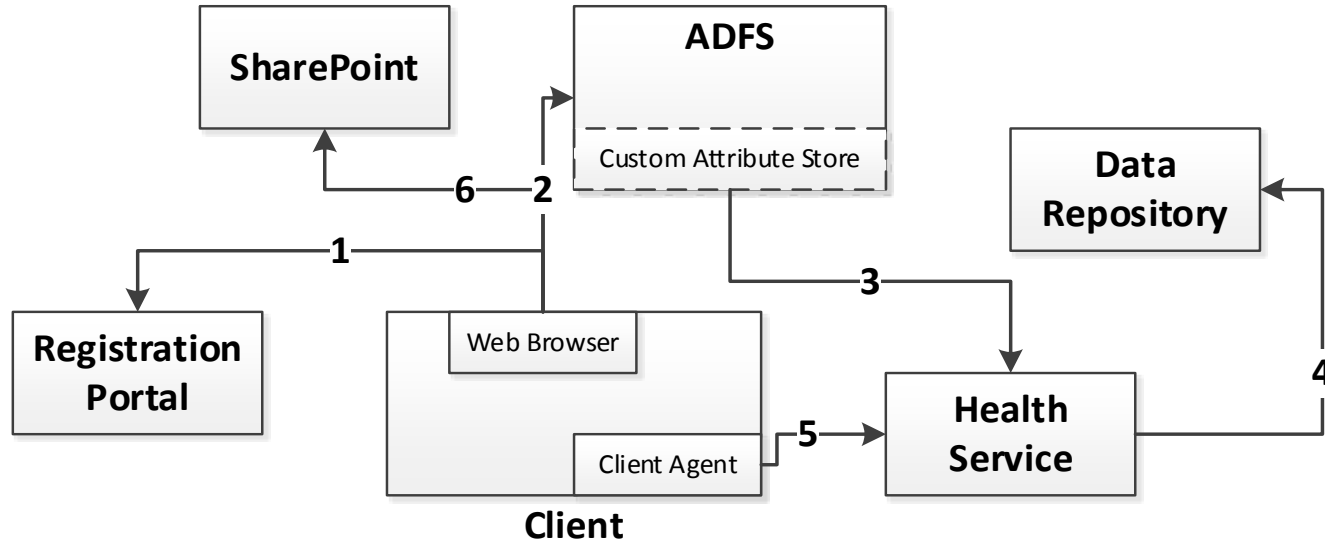 ADFS
SharePoint
Custom Attribute Store
Data
Repository
6
2
1
3
Registration
Portal
Web Browser
4
Health
Service
5
Client Agent
Client